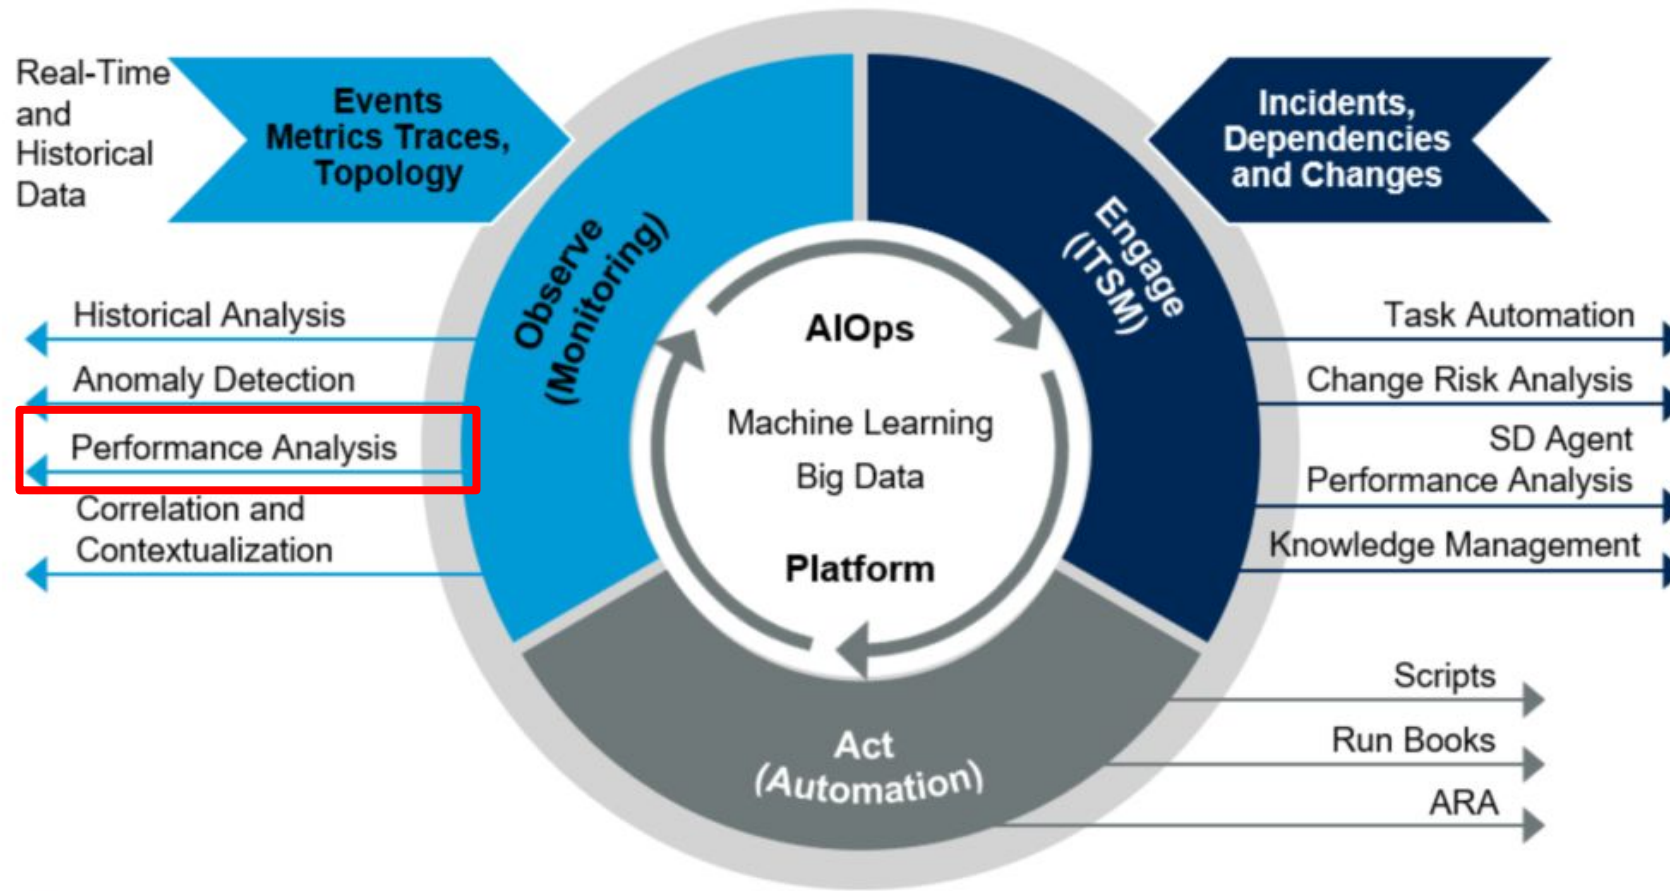 Real-Time
and
Historical
Data
Events
Metrics Traces,
Topology
Incidents,
Dependencies
and Changes
Observe
(Monitoring)
Engage
(ITSM)
Historical Analysis
Anomaly Detection
Performance Analysis
Correlation and
Contextualization
AIOps
Machine Learning
Big Data
Platform
Task Automation
Change Risk Analysis
SD Agent
Performance Analysis
Knowledge Management
Act
(Automation)
Scripts
Run Books
ARA